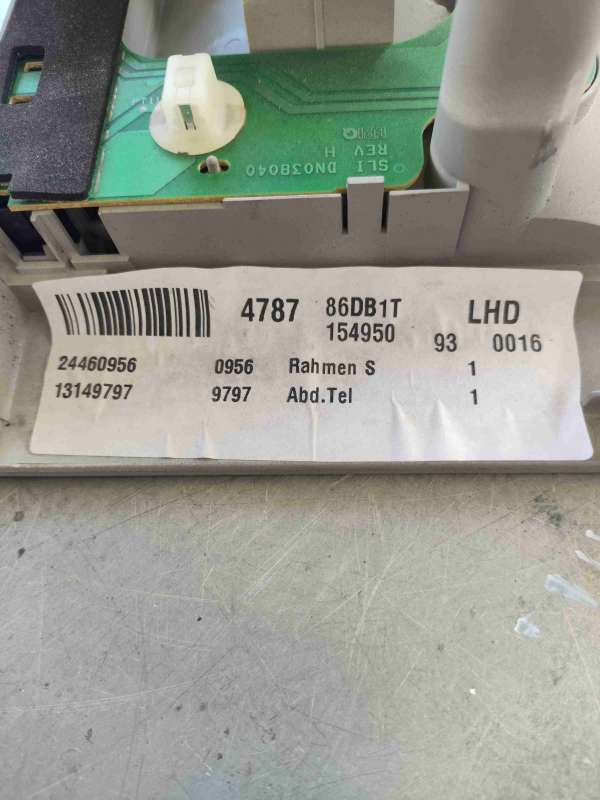 SLI DN038040
REV H
4787 86DB1T LHD
154950 93 0016
24460956 0956 Rahmen S 1
13149797 9797 Abd.Tel 1